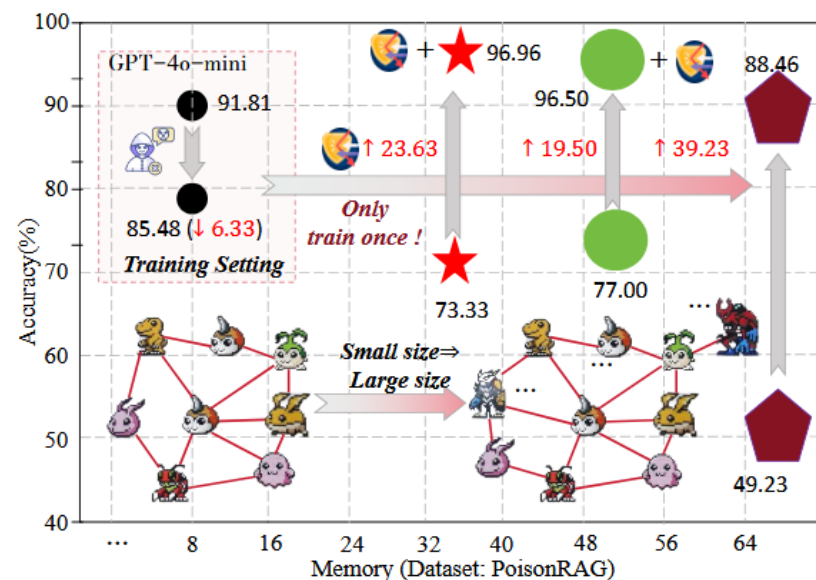 100
90
80
70
60
50
40
Accuracy(%)
GPT-4o-mini
91.81
85.48 (↓ 6.33)
Training Setting
+
96.96
96.50
+
88.46
↑ 23.63
↑ 19.50
↑ 39.23
Only
train once !
73.33
77.00
...
Small size⇒
Large size
...
...
49.23
... 8 16 24 32 40 48 56 64
Memory (Dataset: PoisonRAG)